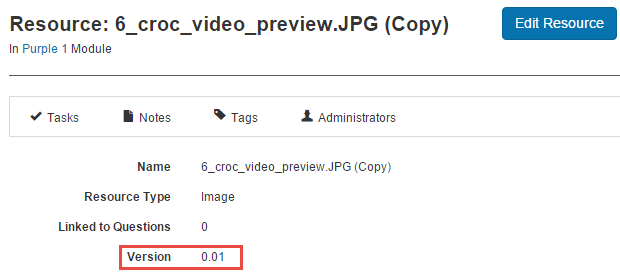 Resource: 6_croc_video_preview.JPG (Copy)
Edit Resource
In Purple 1 Module
Tasks Notes Tags Administrators
Name 6_croc_video_preview.JPG (Copy)
Resource Type Image
Linked to Questions 0
Version 0.01